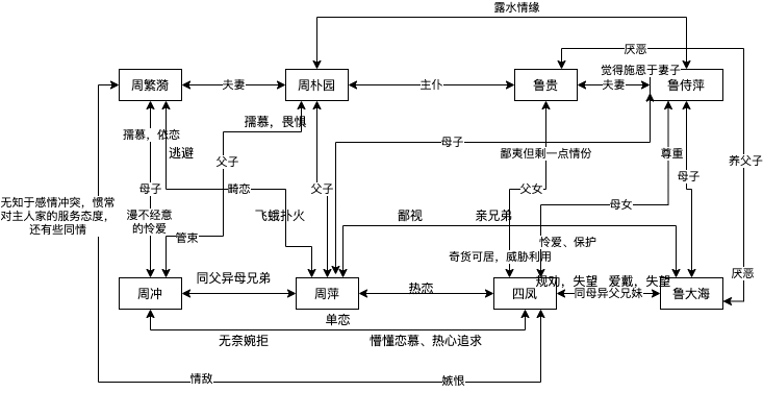 露水情缘
厌恶
觉得施恩于妻子
周繁漪
夫妻
周朴园
主仆
鲁贵
夫妻
鲁侍萍
孺慕，畏惧
孺慕，依恋
逃避
父子
母子
鄙夷但剩一点情份
尊重
养父子
母子
畸恋
父子
父女
母子
无知于感情冲突，惯常
对主人家的服务态度，
还有些同情
母女
漫不经意
的怜爱
飞蛾扑火
鄙视
亲兄弟
管束
怜爱、保护
奇货可居，威胁利用
同父异母兄弟
厌恶
规劝，失望
爱戴，失望
周冲
周萍
热恋
四凤
同母异父兄妹
鲁大海
单恋
无奈婉拒
懵懂恋慕、热心追求
情敌
嫉恨